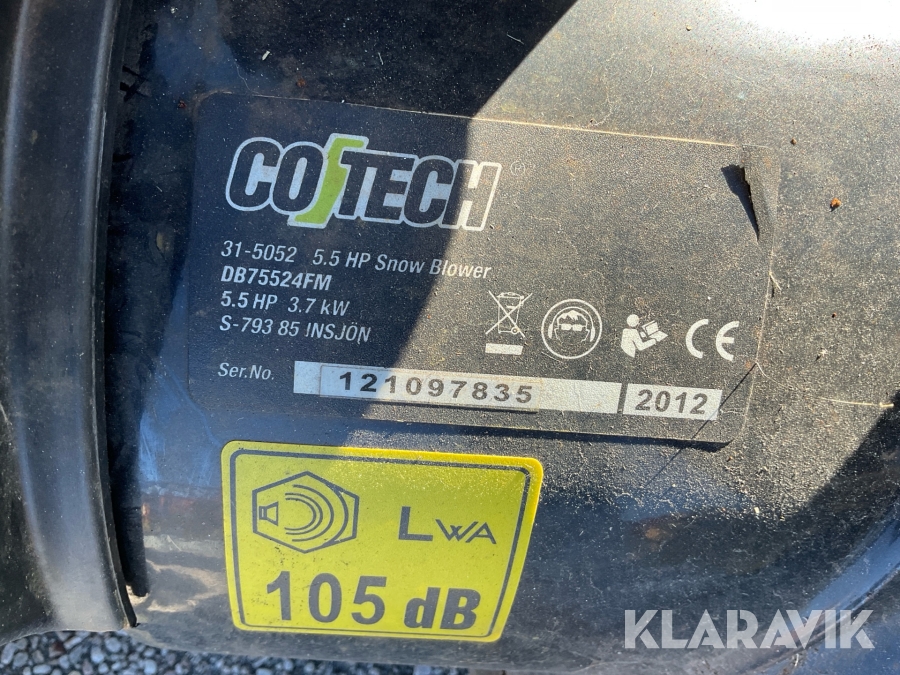 COTECH®
31-5052 5.5 HP Snow Blower
DB75524FM
5.5 HP 3.7 kW
S-793 85 INSJÖN
CE
Ser.No. 121097835 2012
LWA
105 dB
KLARAVIK